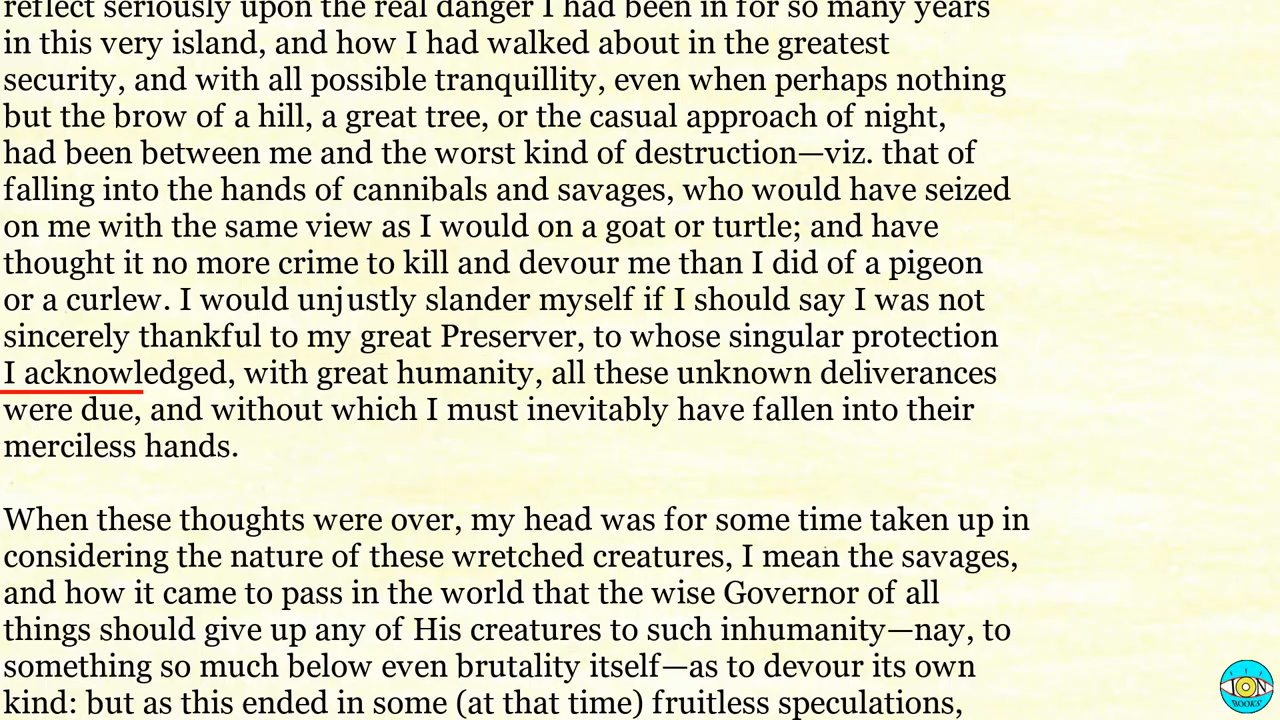 reflect seriously upon the real danger I had been in for so many years
in this very island, and how I had walked about in the greatest
security, and with all possible tranquillity, even when perhaps nothing
but the brow of a hill, a great tree, or the casual approach of night,
had been between me and the worst kind of destruction—viz. that of
falling into the hands of cannibals and savages, who would have seized
on me with the same view as I would on a goat or turtle; and have
thought it no more crime to kill and devour me than I did of a pigeon
or a curlew. I would unjustly slander myself if I should say I was not
sincerely thankful to my great Preserver, to whose singular protection
I acknowledged, with great humanity, all these unknown deliverances
were due, and without which I must inevitably have fallen into their
merciless hands.
When these thoughts were over, my head was for some time taken up in
considering the nature of these wretched creatures, I mean the savages,
and how it came to pass in the world that the wise Governor of all
things should give up any of His creatures to such inhumanity—nay, to
something so much below even brutality itself—as to devour its own
kind: but as this ended in some (at that time) fruitless speculations,
ION
BOOKS